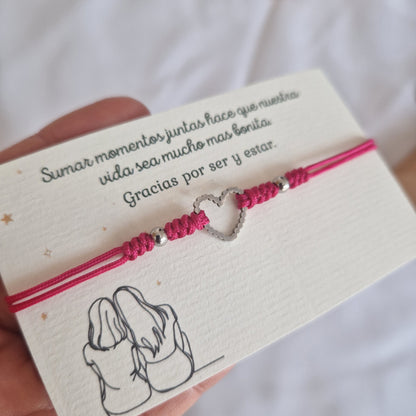 Sumar momentos juntas hace que nuestra
vida sea mucho mas bonita.
Gracias por ser y estar.